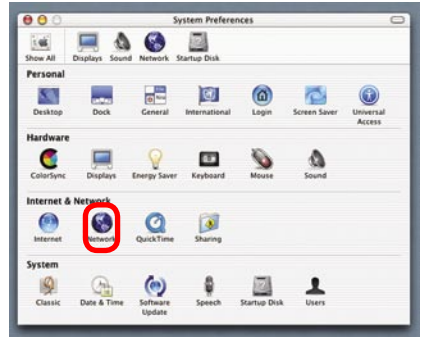 System Preferences
Show All Displays Sound Network Startup Disk
Personal
Desktop Dock General International Login Screen Saver Universal Access
Hardware
ColorSync Displays Energy Saver Keyboard Mouse Sound
Internet & Network
Internet Network QuickTime Sharing
System
Classic Date & Time Software Update Speech Startup Disk Users